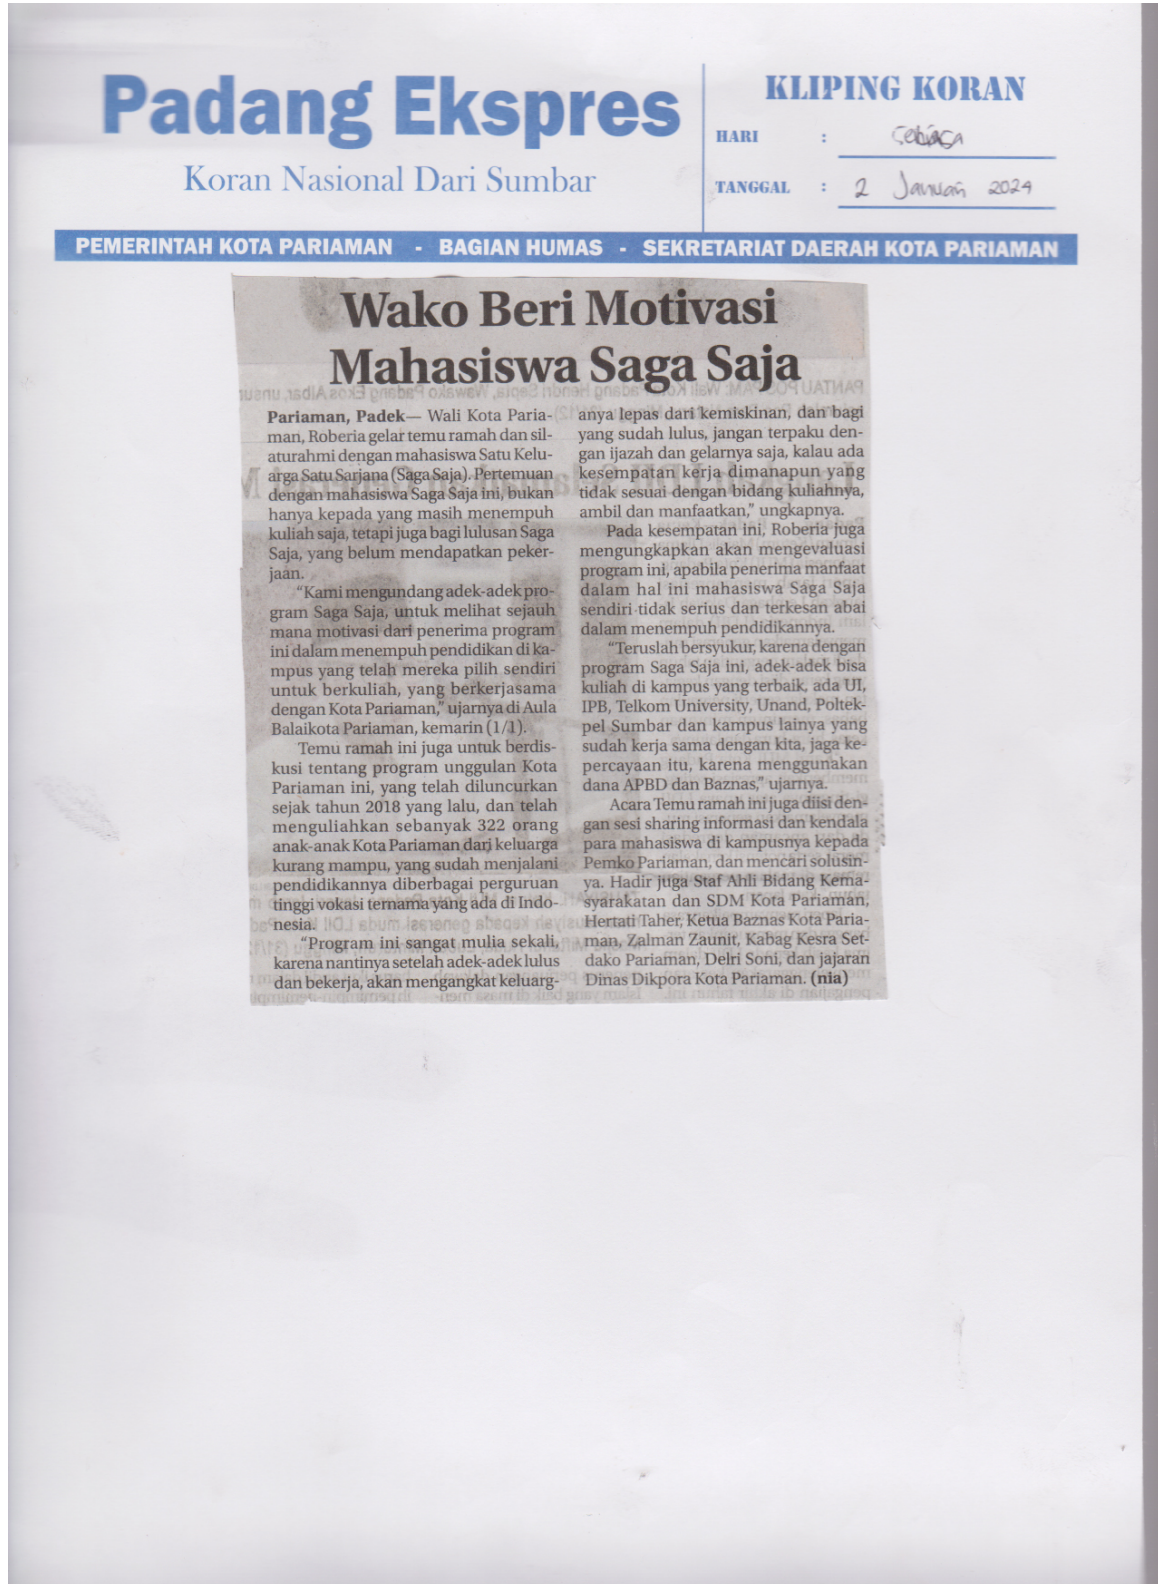 Padang Ekspres
Koran Nasional Dari Sumbar
KLIPING KORAN
HARI :
TANGGAL : 2 Januari 2024
PEMERINTAH KOTA PARIAMAN - BAGIAN HUMAS - SEKRETARIAT DAERAH KOTA PARIAMAN
Wako Beri Motivasi
Mahasiswa Saga Saja
Pariaman, Padek— Wali Kota Paria-
man, Roberia gelar temu ramah dan sil-
aturahmi dengan mahasiswa Satu Kelu-
arga Satu Sarjana (Saga Saja). Pertemuan
dengan mahasiswa Saga Saja ini, bukan
hanya kepada yang masih menempuh
kuliah saja, tetapi juga bagi lulusan Saga
Saja, yang belum mendapatkan peker-
jaan.
“Kami mengundang adek-adek pro-
gram Saga Saja, untuk melihat sejauh
mana motivasi dari penerima program
ini dalam menempuh pendidikan di ka-
mpus yang telah mereka pilih sendiri
untuk berkuliah, yang berkerjasama
dengan Kota Pariaman,” ujarnya di Aula
Balaikota Pariaman, kemarin (1/1).
Temu ramah ini juga untuk berdis-
kusi tentang program unggulan Kota
Pariaman ini, yang telah diluncurkan
sejak tahun 2018 yang lalu, dan telah
menguliahkan sebanyak 322 orang
anak-anak Kota Pariaman dari keluarga
kurang mampu, yang sudah menjalani
pendidikannya diberbagai perguruan
tinggi vokasi ternama yang ada di Indo-
nesia.
“Program ini sangat mulia sekali,
karena nantinya setelah adek-adek lulus
dan bekerja, akan mengangkat keluarg-
anya lepas dari kemiskinan, dan bagi
yang sudah lulus, jangan terpaku den-
gan ijazah dan gelarnya saja, kalau ada
kesempatan kerja dimanapun yang
tidak sesuai dengan bidang kuliahnya,
ambil dan manfaatkan,” ungkapnya.
Pada kesempatan ini, Roberia juga
mengungkapkan akan mengevaluasi
program ini, apabila penerima manfaat
dalam hal ini mahasiswa Saga Saja
sendiri tidak serius dan terkesan abai
dalam menempuh pendidikannya.
“Teruslah bersyukur, karena dengan
program Saga Saja ini, adek-adek bisa
kuliah di kampus yang terbaik, ada UI,
IPB, Telkom University, Unand, Poltek-
pel Sumbar dan kampus lainya yang
sudah kerja sama dengan kita, jaga ke-
percayaan itu, karena menggunakan
dana APBD dan Baznas,” ujarnya.
Acara Temu ramah ini juga diisi den-
gan sesi sharing informasi dan kendala
para mahasiswa di kampusnya kepada
Pemko Pariaman, dan mencari solusin-
ya. Hadir juga Staf Ahli Bidang Kema-
syarakatan dan SDM Kota Pariaman,
Hertati Taher, Ketua Baznas Kota Paria-
man, Zalman Zaunit, Kabag Kesra Set-
dako Pariaman, Delri Soni, dan jajaran
Dinas Dikpora Kota Pariaman. (nia)